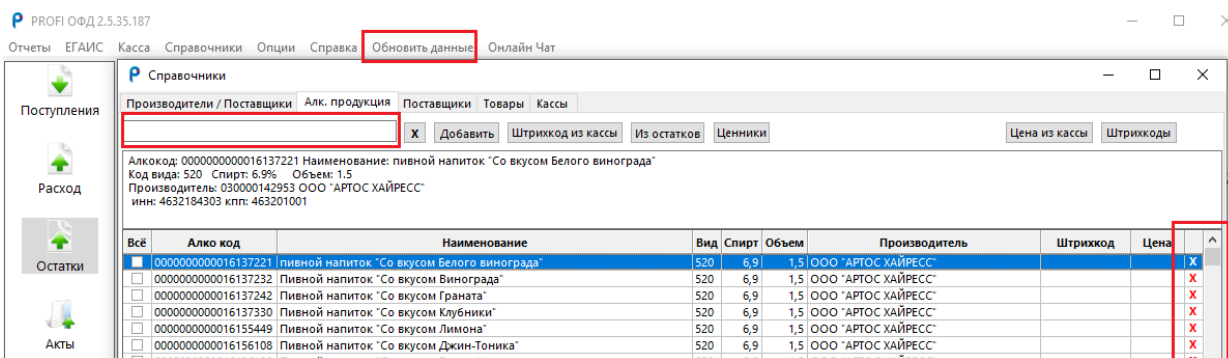 PROFI ОФД 2.5.35.187
Отчеты ЕГАИС Касса Справочники Опции Справка Обновить данные Онлайн Чат
Справочники
Поступления
Производители / Поставщики Алк. продукция Поставщики Товары Кассы
X Добавить Штрихкод из кассы Из остатков Ценники Цена из кассы Штрихкоды
Алкокод: 0000000000016137221 Наименование: пивной напиток "Со вкусом Белого винограда"
Код вида: 520 Спирт: 6.9% Объем: 1.5
Производитель: 030000142953 ООО "АРТОС ХАЙРЕСС"
инн: 4632184303 кпп: 463201001
Расход
Всё Алко код Наименование Вид Спирт Объем Производитель Штрихкод Цена
0000000000016137221 пивной напиток "Со вкусом Белого винограда" 520 6,9 1,5 ООО "АРТОС ХАЙРЕСС" X
0000000000016137232 Пивной напиток "Со вкусом Винограда" 520 6,9 1,5 ООО "АРТОС ХАЙРЕСС" X
0000000000016137242 Пивной напиток "Со вкусом Граната" 520 6,9 1,5 ООО "АРТОС ХАЙРЕСС" X
0000000000016137330 Пивной напиток "Со вкусом Клубники" 520 6,9 1,5 ООО "АРТОС ХАЙРЕСС" X
0000000000016155449 Пивной напиток "Со вкусом Лимона" 520 6,9 1,5 ООО "АРТОС ХАЙРЕСС" X
0000000000016156108 Пивной напиток "Со вкусом Джин-Тоника" 520 6,9 1,5 ООО "АРТОС ХАЙРЕСС" X
Остатки
Акты